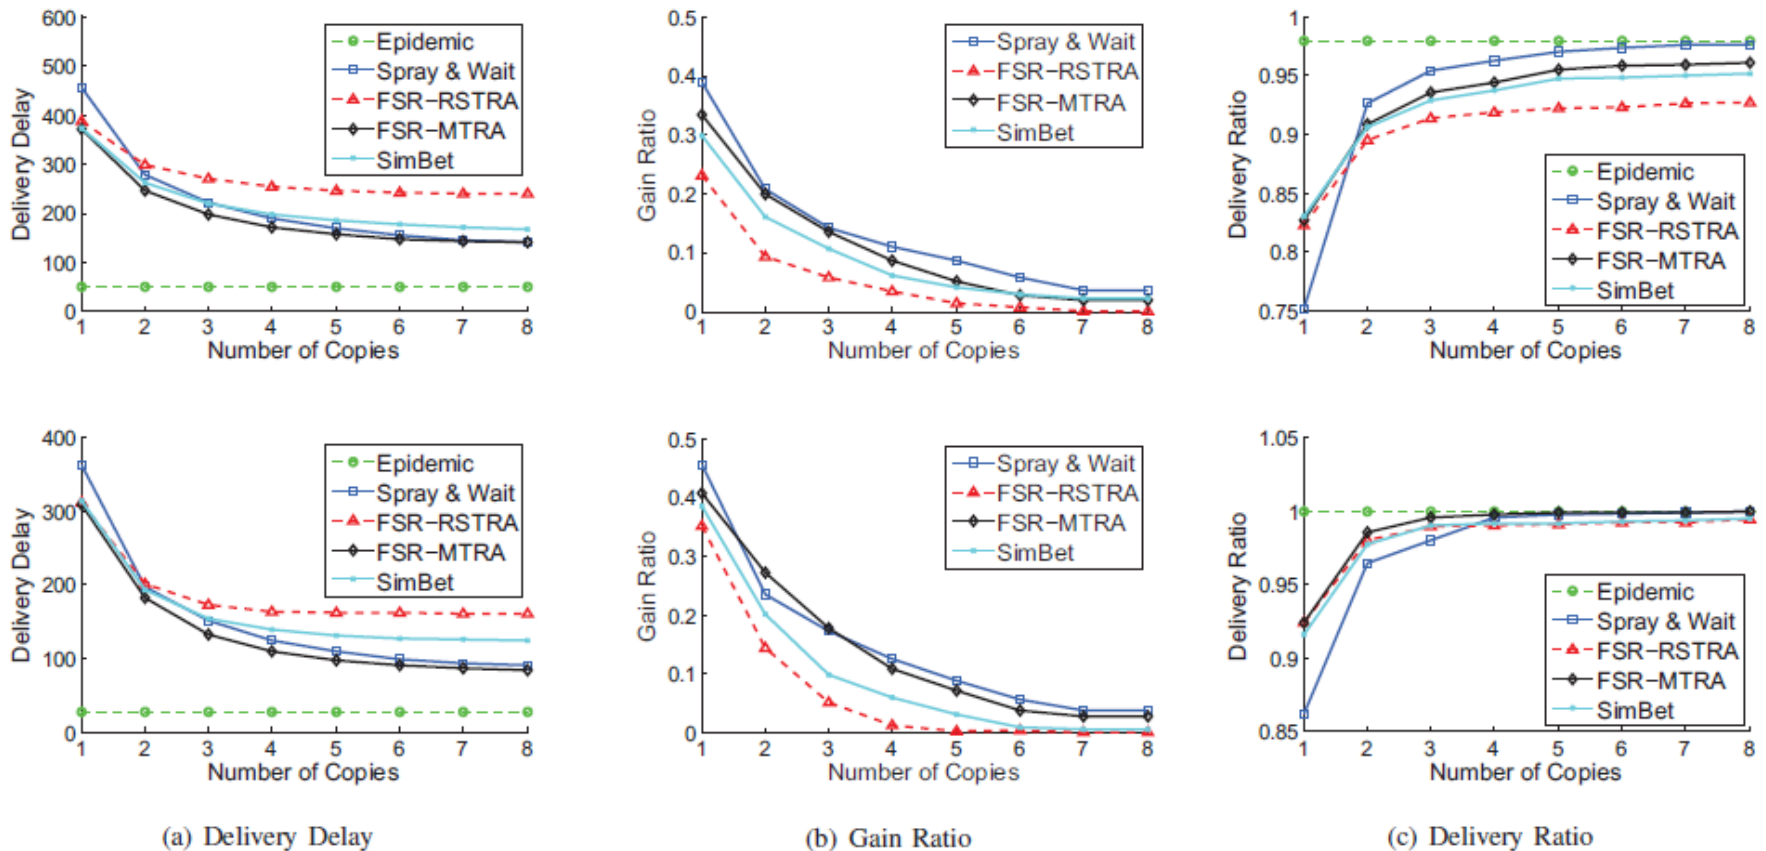 600
500
400
300
200
100
0
Delivery Delay
Epidemic
Spray & Wait
FSR-RSTRA
FSR-MTRA
SimBet
1 2 3 4 5 6 7 8
Number of Copies
0.5
0.4
0.3
0.2
0.1
0
Gain Ratio
Spray & Wait
FSR-RSTRA
FSR-MTRA
SimBet
1 2 3 4 5 6 7 8
Number of Copies
1
0.95
0.9
0.85
0.8
0.75
Delivery Ratio
Epidemic
Spray & Wait
FSR-RSTRA
FSR-MTRA
SimBet
1 2 3 4 5 6 7 8
Number of Copies
400
300
200
100
0
Delivery Delay
Epidemic
Spray & Wait
FSR-RSTRA
FSR-MTRA
SimBet
1 2 3 4 5 6 7 8
Number of Copies
0.5
0.4
0.3
0.2
0.1
0
Gain Ratio
Spray & Wait
FSR-RSTRA
FSR-MTRA
SimBet
1 2 3 4 5 6 7 8
Number of Copies
1.05
1
0.95
0.9
0.85
Delivery Ratio
Epidemic
Spray & Wait
FSR-RSTRA
FSR-MTRA
SimBet
1 2 3 4 5 6 7 8
Number of Copies
(a) Delivery Delay
(b) Gain Ratio
(c) Delivery Ratio